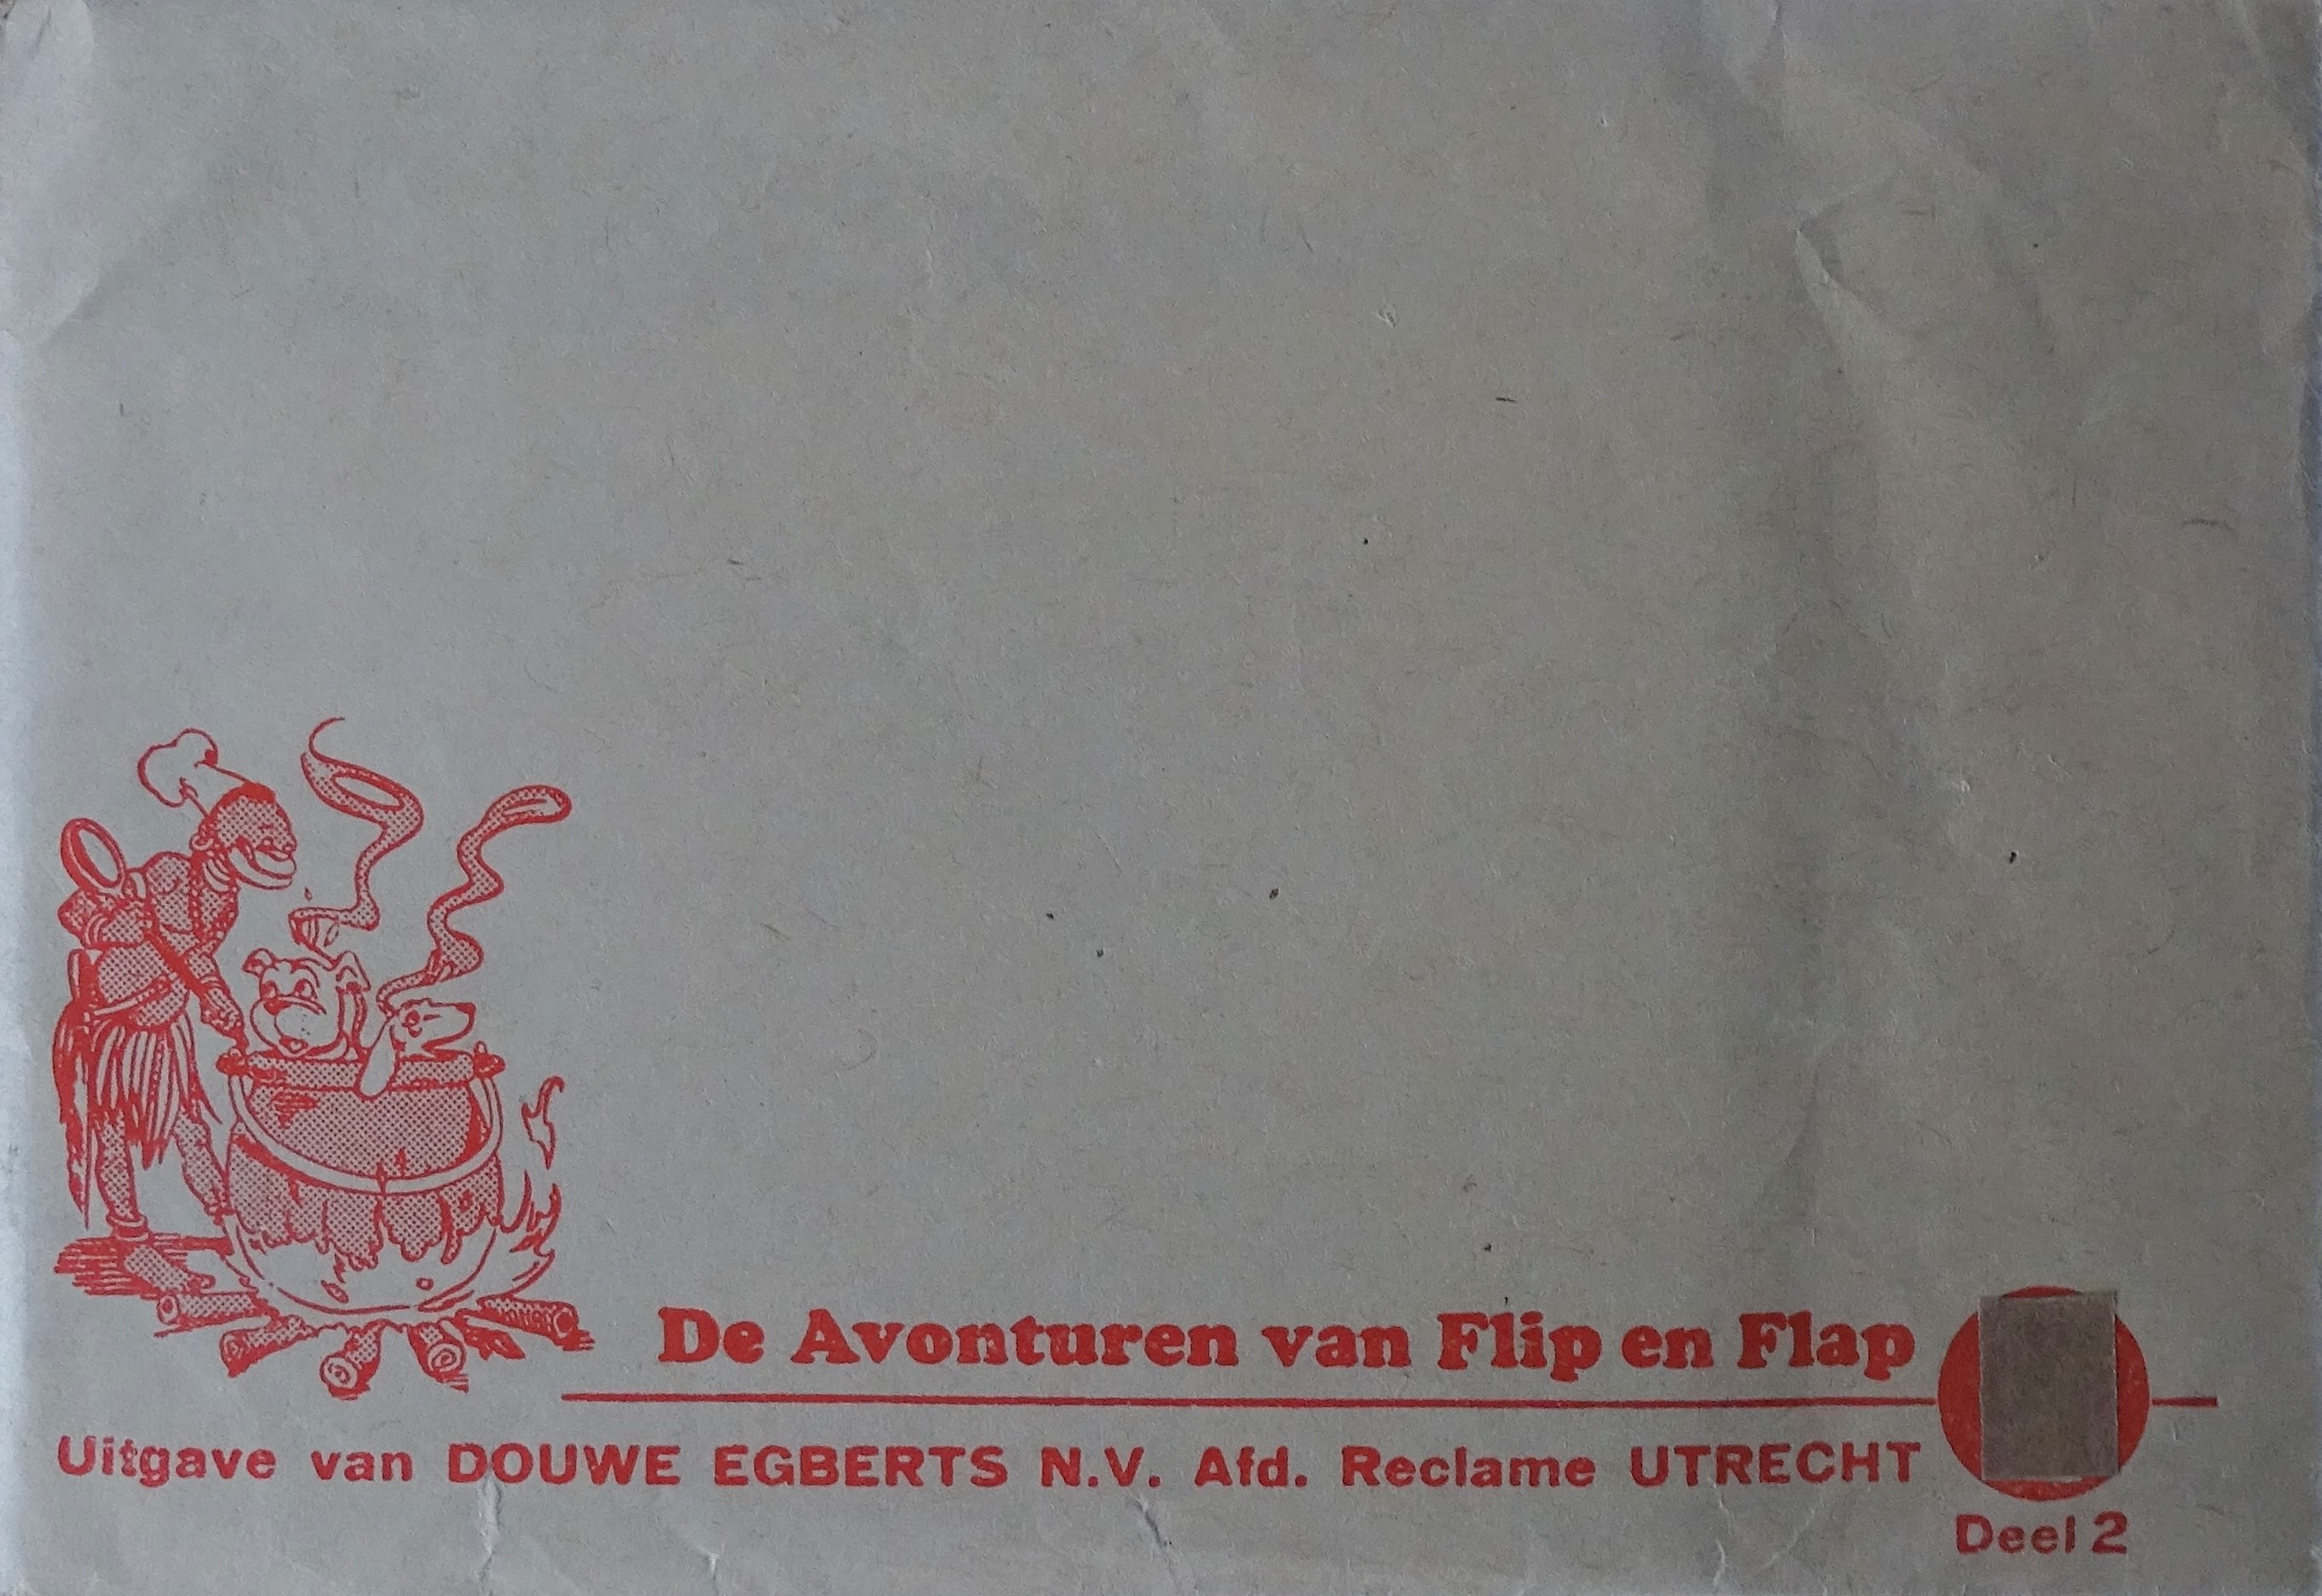 De Avonturen van Flip en Flap
Uitgave van DOUWE EGBERTS N.V. Afd. Reclame UTRECHT
Deel 2